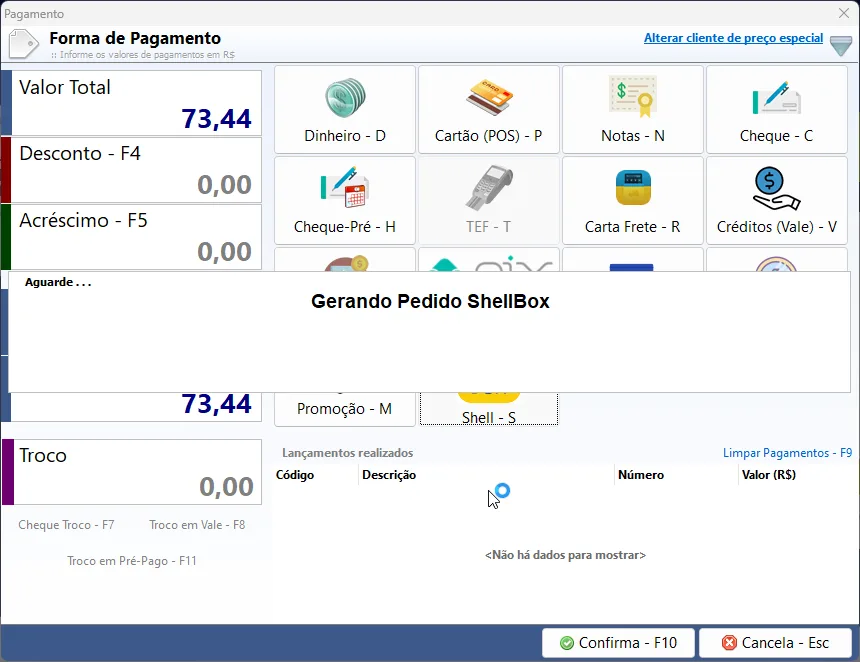 Pagamento
Forma de Pagamento
:: Informe os valores de pagamentos em R$
Alterar cliente de preço especial
Valor Total
73,44
Desconto - F4
0,00
Acréscimo - F5
0,00
Dinheiro - D
Cartão (POS) - P
Notas - N
Cheque - C
Cheque-Pré - H
TEF - T
Carta Frete - R
Créditos (Vale) - V
Aguarde . . .
Gerando Pedido ShellBox
73,44
Promoção - M
Shell - S
Troco
0,00
Cheque Troco - F7
Troco em Vale - F8
Troco em Pré-Pago - F11
Lançamentos realizados
Limpar Pagamentos - F9
Código
Descrição
Número
Valor (R$)
<Não há dados para mostrar>
Confirma - F10
Cancela - Esc